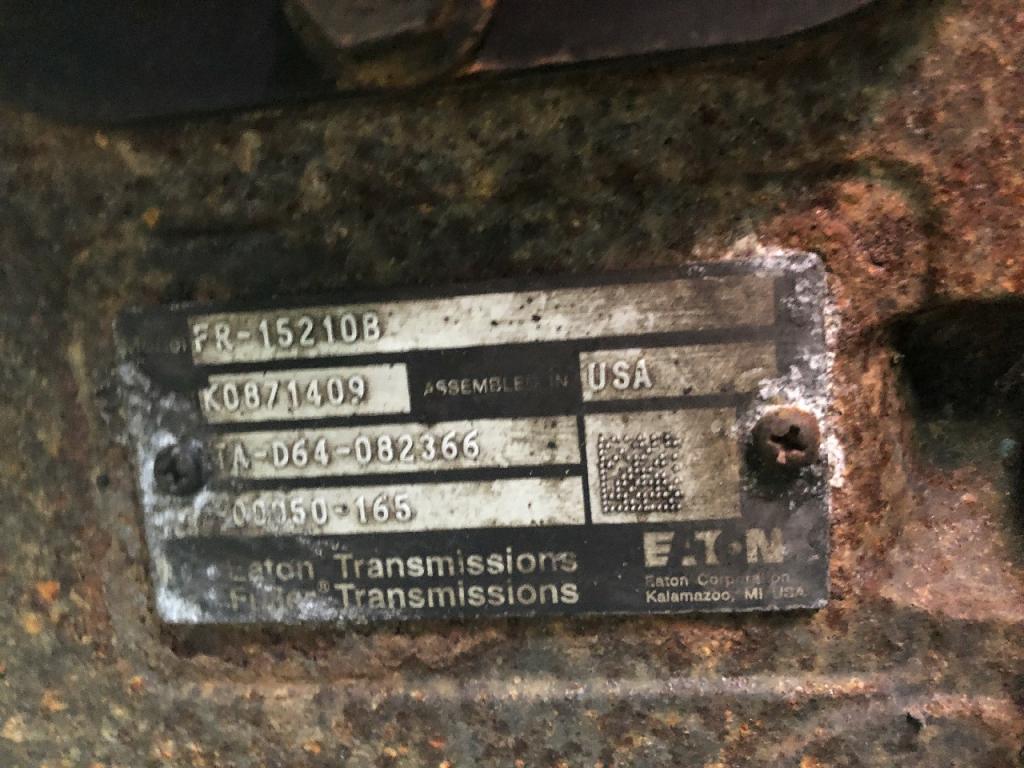 FR-15210B
K0871409 ASSEMBLED IN USA
TA-D64-082366
00050-165
Eaton Transmissions
Fuller® Transmissions
EATON
Eaton Corporation
Kalamazoo, MI USA